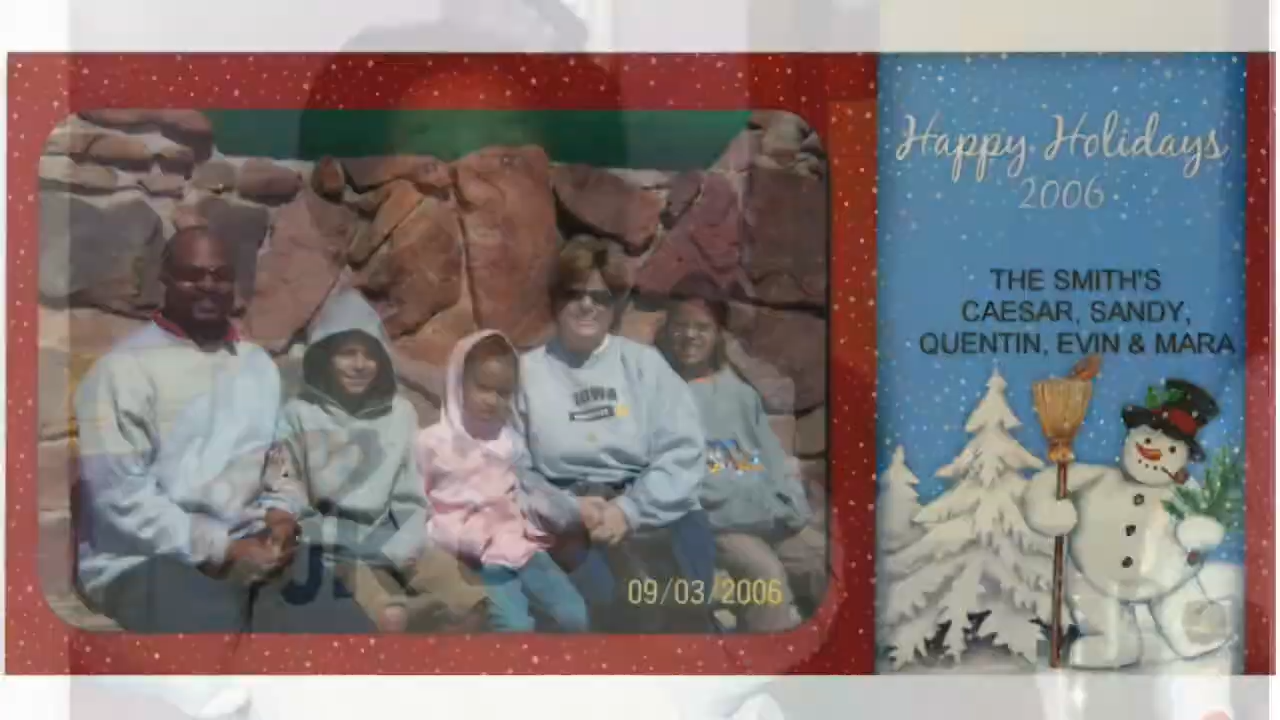 Happy Holidays
2006
THE SMITH'S
CAESAR, SANDY,
QUENTIN, EVIN & MARA
IOWA
09/03/2006